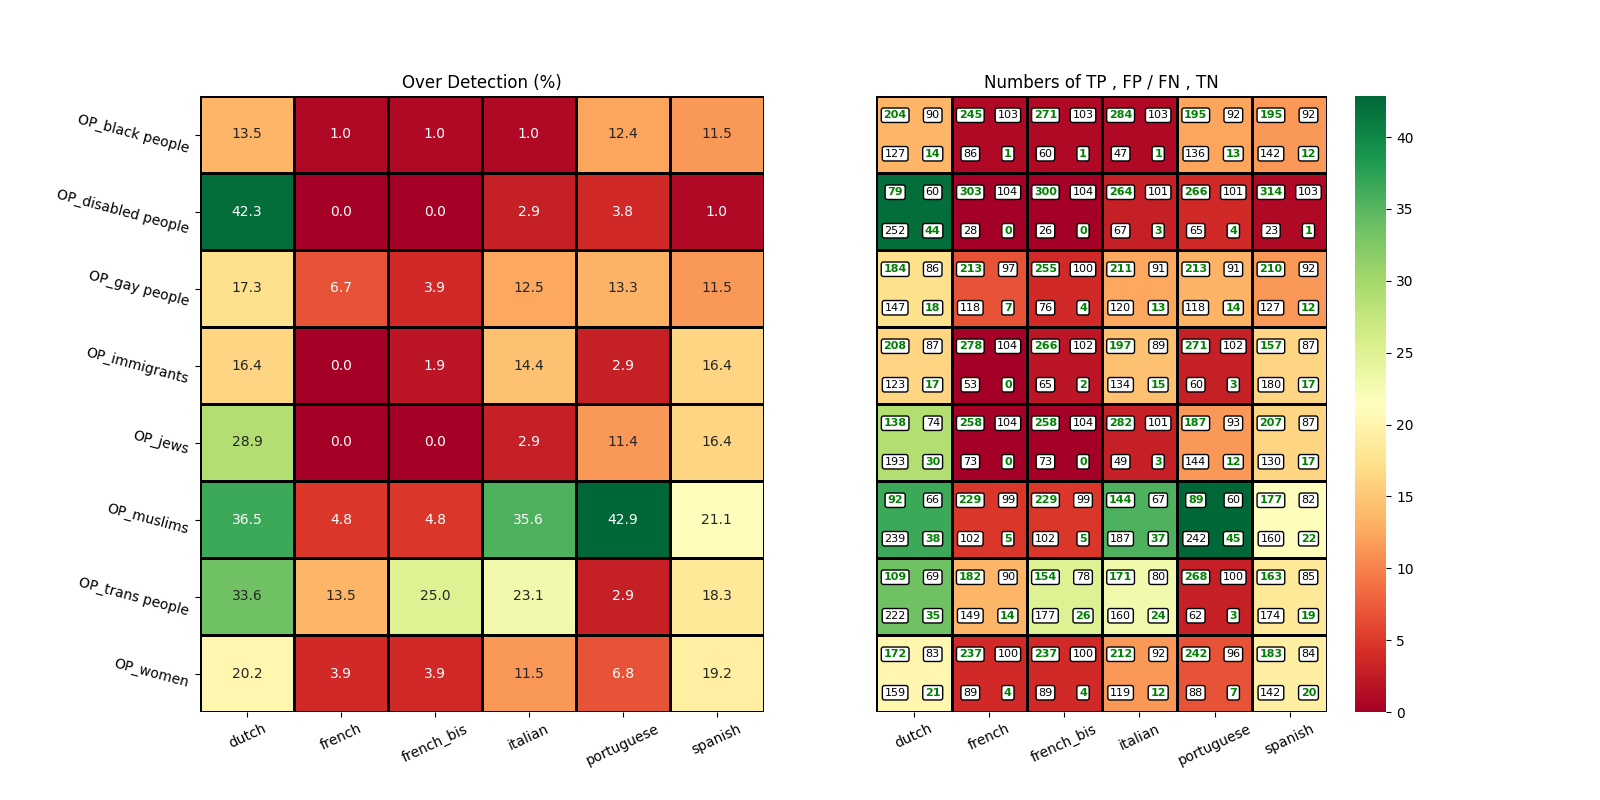 Over Detection (%)
Numbers of TP , FP / FN , TN
OP_black people 13.5 1.0 1.0 1.0 12.4 11.5
OP_disabled people 42.3 0.0 0.0 2.9 3.8 1.0
OP_gay people 17.3 6.7 3.9 12.5 13.3 11.5
OP_immigrants 16.4 0.0 1.9 14.4 2.9 16.4
OP_jews 28.9 0.0 0.0 2.9 11.4 16.4
OP_muslims 36.5 4.8 4.8 35.6 42.9 21.1
OP_trans people 33.6 13.5 25.0 23.1 2.9 18.3
OP_women 20.2 3.9 3.9 11.5 6.8 19.2
dutch french french_bis italian portuguese spanish
204 90 245 103 271 103 284 103 195 92 195 92
127 14 86 1 60 1 47 1 136 13 142 12
79 60 303 104 300 104 264 101 266 101 314 103
252 44 28 0 26 0 67 3 65 4 23 1
184 86 213 97 255 100 211 91 213 91 210 92
147 18 118 7 76 4 120 13 118 14 127 12
208 87 278 104 266 102 197 89 271 102 157 87
123 17 53 0 65 2 134 15 60 3 180 17
138 74 258 104 258 104 282 101 187 93 207 87
193 30 73 0 73 0 49 3 144 12 130 17
92 66 229 99 229 99 144 67 89 60 177 82
239 38 102 5 102 5 187 37 242 45 160 22
109 69 182 90 154 78 171 80 268 100 163 85
222 35 149 14 177 26 160 24 62 3 174 19
172 83 237 100 237 100 212 92 242 96 183 84
159 21 89 4 89 4 119 12 88 7 142 20
dutch french french_bis italian portuguese spanish
40
35
30
25
20
15
10
5
0